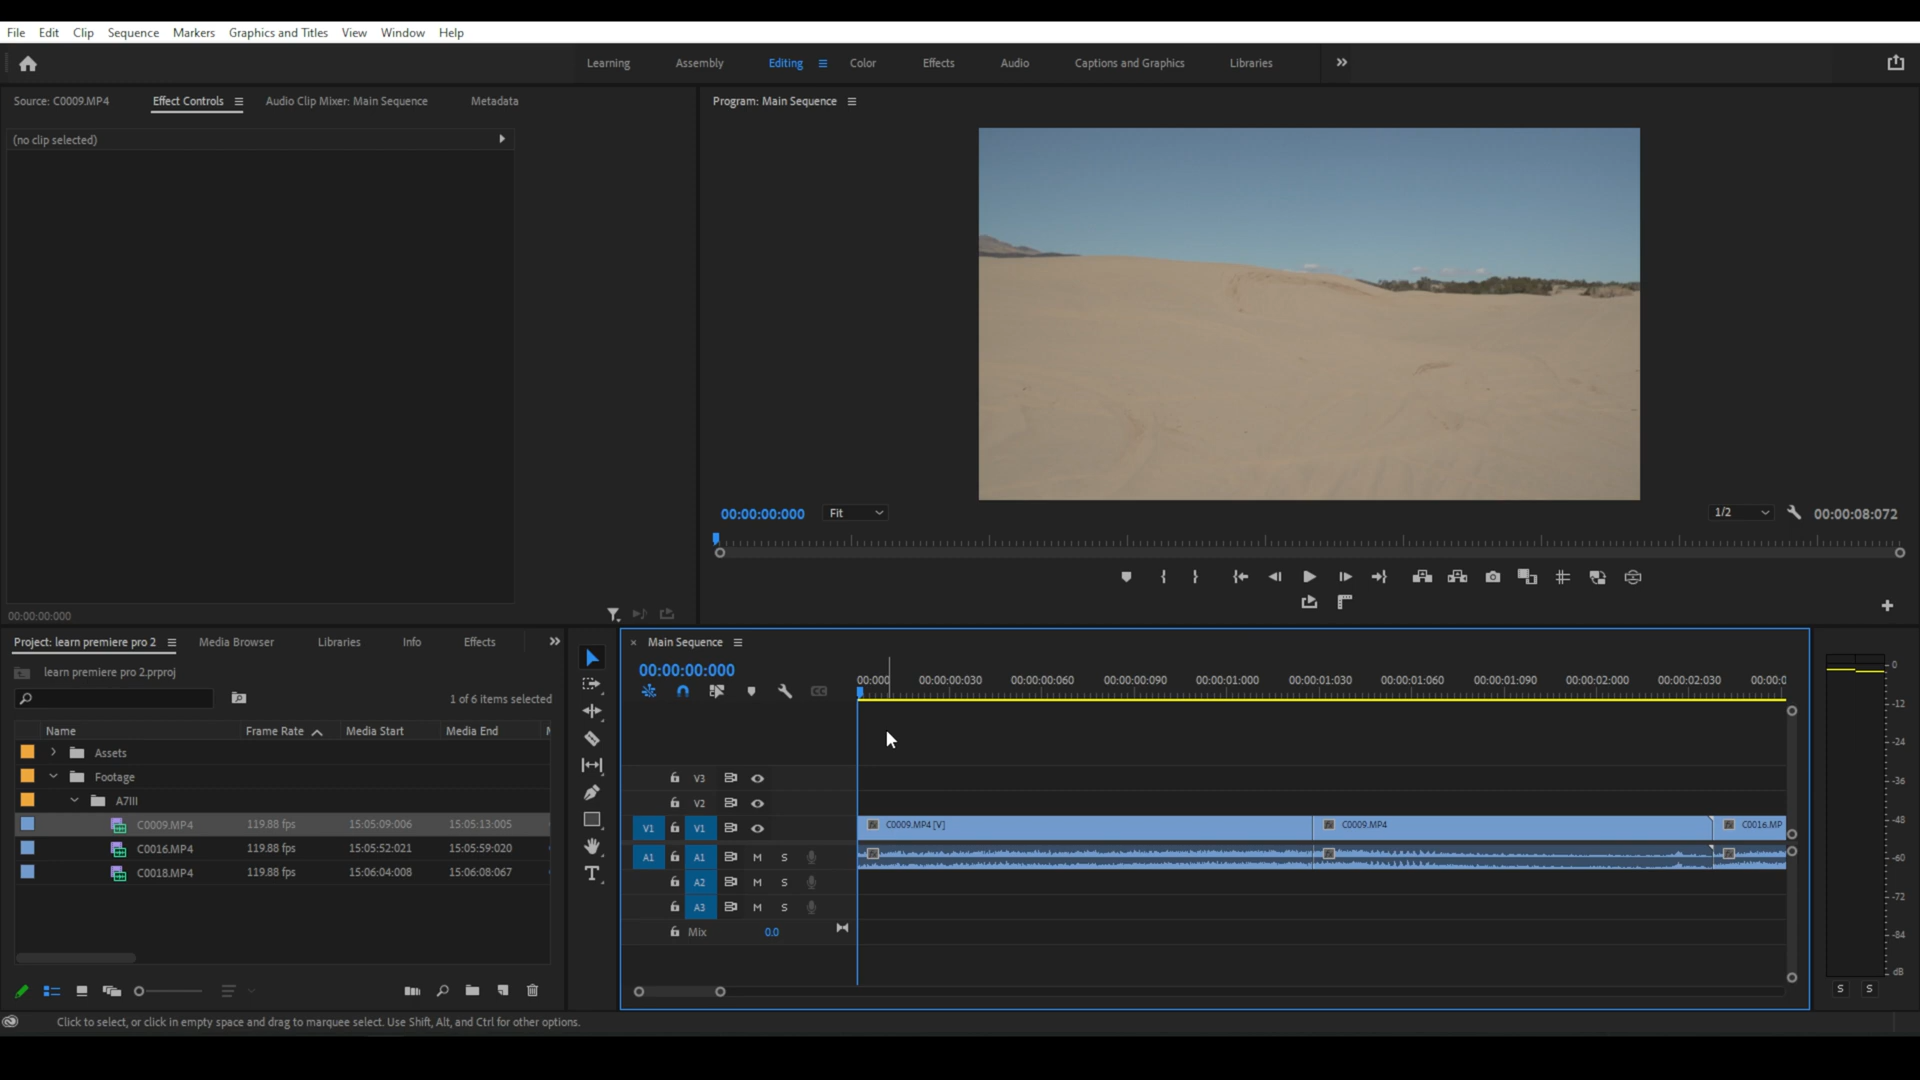 File Edit Clip Sequence Markers Graphics and Titles View Window Help
Learning Assembly Editing Color Effects Audio Captions and Graphics Libraries
Source: C0009.MP4 Effect Controls Audio Clip Mixer: Main Sequence Metadata
(no clip selected)
00:00:00:000
Program: Main Sequence
00:00:00:000 Fit 1/2 00:00:08:072
Project: learn premiere pro 2 Media Browser Libraries Info Effects
learn premiere pro 2.prproj
1 of 6 items selected
Name Frame Rate Media Start Media End
Assets
Footage
A7III
C0009.MP4 119.88 fps 15:05:09:006 15:05:13:005
C0016.MP4 119.88 fps 15:05:52:021 15:05:59:020
C0018.MP4 119.88 fps 15:06:04:008 15:06:08:067
× Main Sequence
00:00:00:000
00:000 00:00:00:030 00:00:00:060 00:00:00:090 00:00:01:000 00:00:01:030 00:00:01:060 00:00:01:090 00:00:02:000 00:00:02:030 00:00:0
V3
V2
V1 V1 C0009.MP4 [V] C0009.MP4 C0016.MP
A1 A1 M S
A2 M S
A3 M S
Mix 0.0
0
-12
-24
-36
-48
-60
-72
-84
dB
S S
Click to select, or click in empty space and drag to marquee select. Use Shift, Alt, and Ctrl for other options.